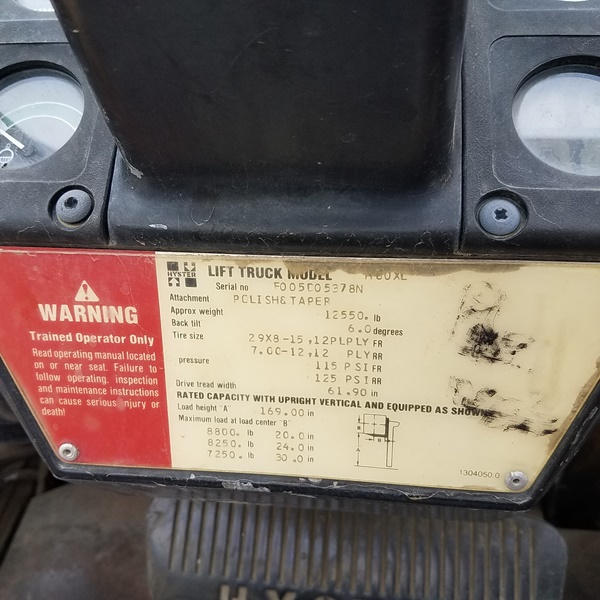 WARNING
Trained Operator Only
Read operating manual located
on or near seat. Failure to
follow operating, inspection
and maintenance instructions
can cause serious injury or
death!
HYSTER
LIFT TRUCK MODEL H80XL
Serial no F005D05378N
Attachment POLISH&TAPER
Approx weight 12550. lb
Back tilt 6.0 degrees
Tire size 29X8-15,12PLPLY FR
7.00-12,12 PLY RR
pressure 115 PSI FR
125 PSI RR
Drive tread width 61.90 in
RATED CAPACITY WITH UPRIGHT VERTICAL AND EQUIPPED AS SHOWN
Load height "A" 169.00 in
Maximum load at load center "B"
8800. lb 20.0 in
8250. lb 24.0 in
7250. lb 30.0 in
B
B
A
1304050:0